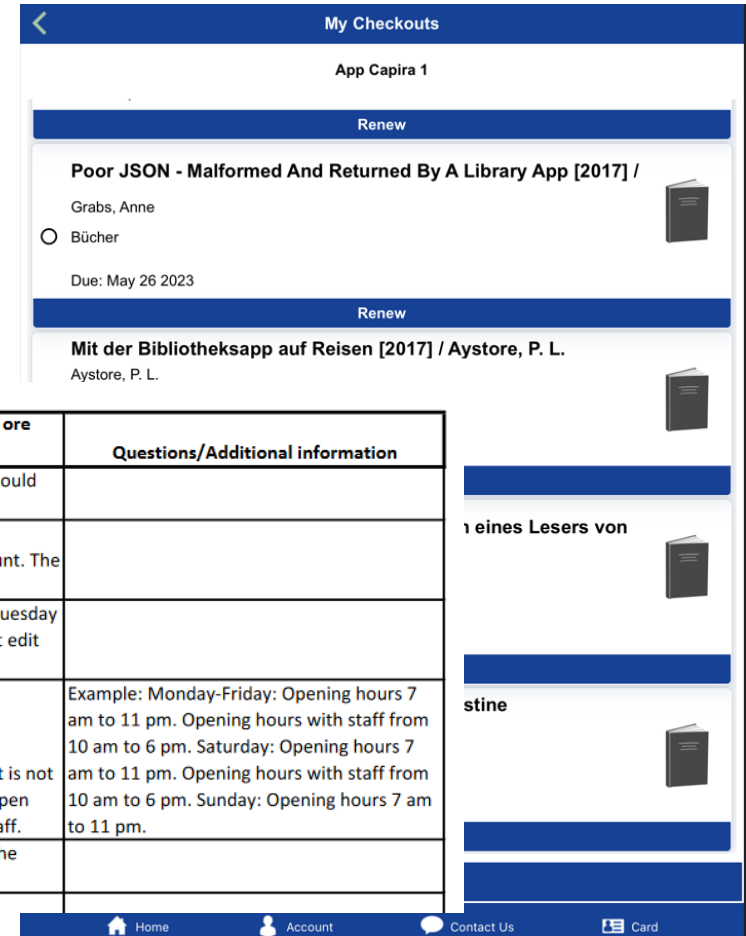 My Checkouts
App Capira 1
Renew
Poor JSON - Malformed And Returned By A Library App [2017] /
Grabs, Anne
Bücher
Due: May 26 2023
Renew
Mit der Bibliotheksapp auf Reisen [2017] / Aystore, P. L.
Aystore, P. L.
ore
Questions/Additional information
ould
unt. The
uesday
edit
Example: Monday-Friday: Opening hours 7
am to 11 pm. Opening hours with staff from
10 am to 6 pm. Saturday: Opening hours 7
am to 11 pm. Opening hours with staff from
10 am to 6 pm. Sunday: Opening hours 7 am
to 11 pm.
t is not
pen
aff.
he
eines Lesers von
stine
Home
Account
Contact Us
Card